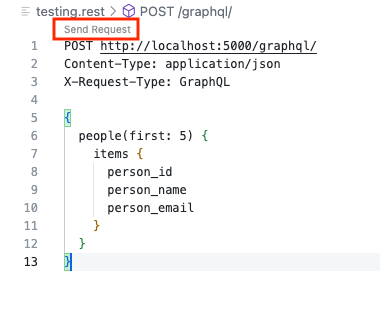 testing.rest > POST /graphql/
Send Request
1 POST http://localhost:5000/graphql/
2 Content-Type: application/json
3 X-Request-Type: GraphQL
4
5 {
6   people(first: 5) {
7     items {
8       person_id
9       person_name
10       person_email
11     }
12   }
13 }